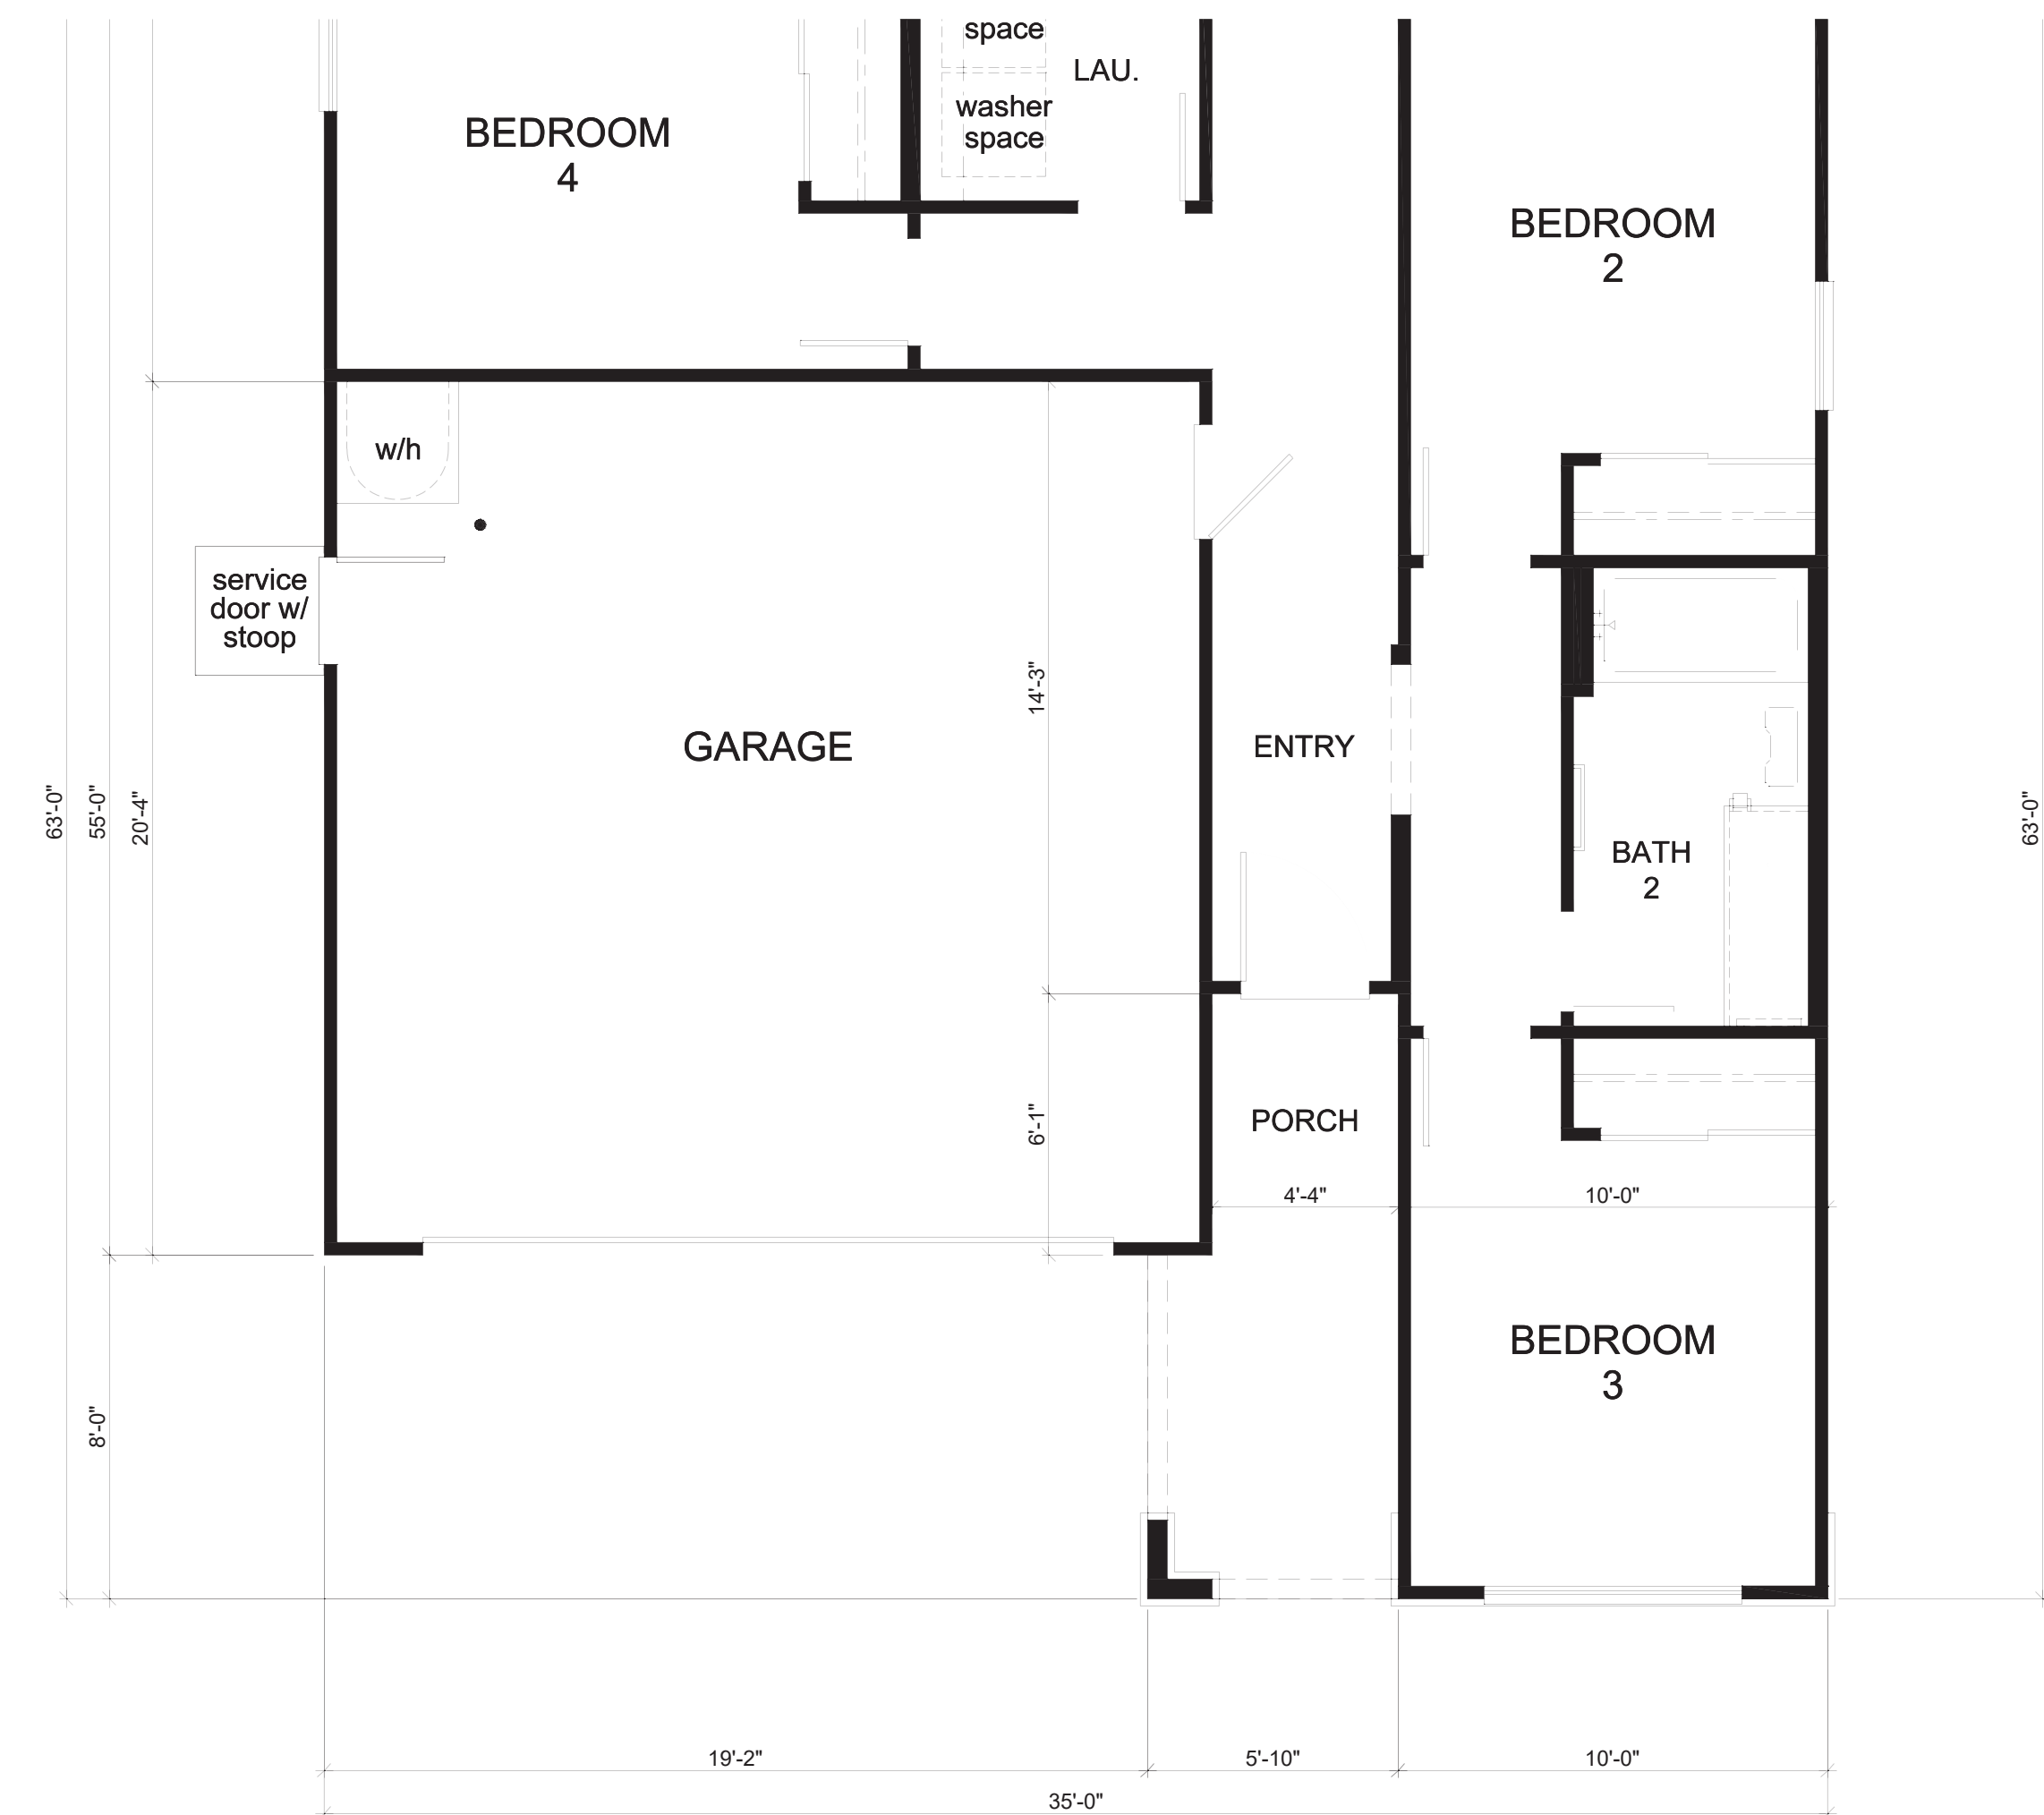 space
LAU.
washer
space
BEDROOM
4
BEDROOM
2
w/h
service
door w/
stoop
14'-3"
GARAGE
ENTRY
63'-0"
55'-0"
20'-4"
63'-0"
BATH
2
6'-1"
PORCH
4'-4"
10'-0"
BEDROOM
3
8'-0"
19'-2"
5'-10"
10'-0"
35'-0"